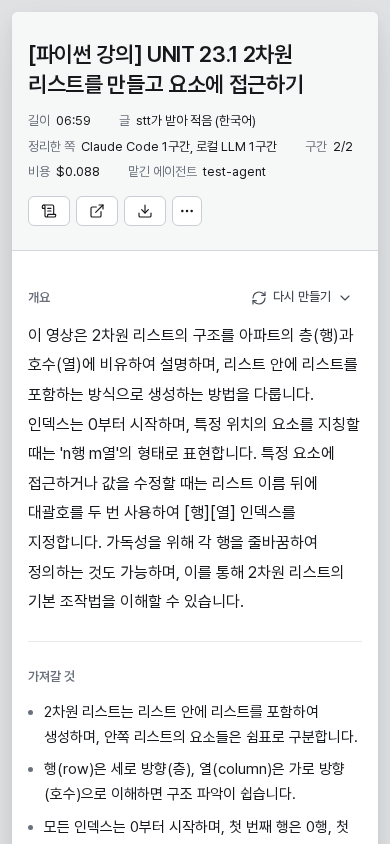 [파이썬 강의] UNIT 23.1 2차원
리스트를 만들고 요소에 접근하기
길이 06:59 글 stt가 받아 적음 (한국어)
정리한 쪽 Claude Code 1구간, 로컬 LLM 1구간 구간 2/2
비용 $0.088 맡긴 에이전트 test-agent
개요 다시 만들기
이 영상은 2차원 리스트의 구조를 아파트의 층(행)과
호수(열)에 비유하여 설명하며, 리스트 안에 리스트를
포함하는 방식으로 생성하는 방법을 다룹니다.
인덱스는 0부터 시작하며, 특정 위치의 요소를 지칭할
때는 'n행 m열'의 형태로 표현합니다. 특정 요소에
접근하거나 값을 수정할 때는 리스트 이름 뒤에
대괄호를 두 번 사용하여 [행][열] 인덱스를
지정합니다. 가독성을 위해 각 행을 줄바꿈하여
정의하는 것도 가능하며, 이를 통해 2차원 리스트의
기본 조작법을 이해할 수 있습니다.
가져갈 것
2차원 리스트는 리스트 안에 리스트를 포함하여
생성하며, 안쪽 리스트의 요소들은 쉼표로 구분합니다.
행(row)은 세로 방향(층), 열(column)은 가로 방향
(호수)으로 이해하면 구조 파악이 쉽습니다.
모든 인덱스는 0부터 시작하며, 첫 번째 행은 0행, 첫